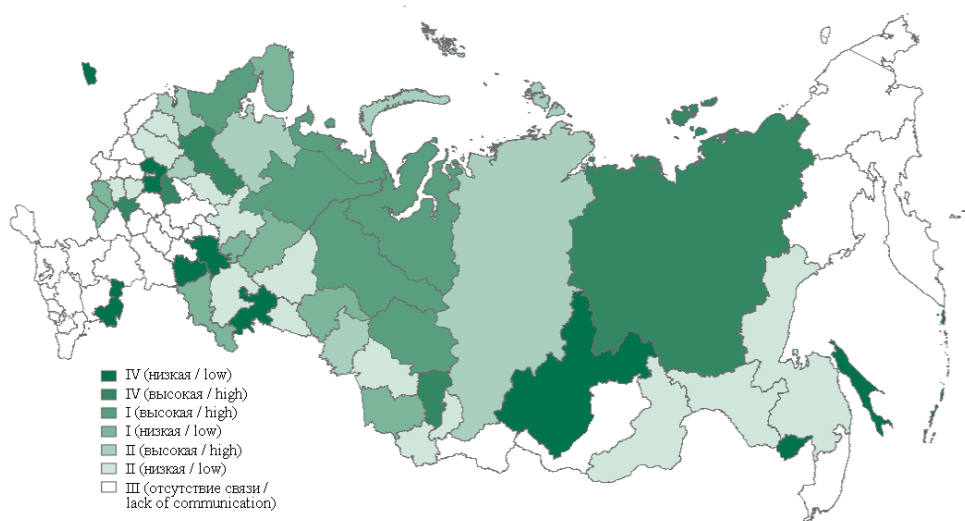 IV (низкая / low)
IV (высокая / high)
I (высокая / high)
I (низкая / low)
II (высокая / high)
II (низкая / low)
III (отсутствие связи /
lack of communication)